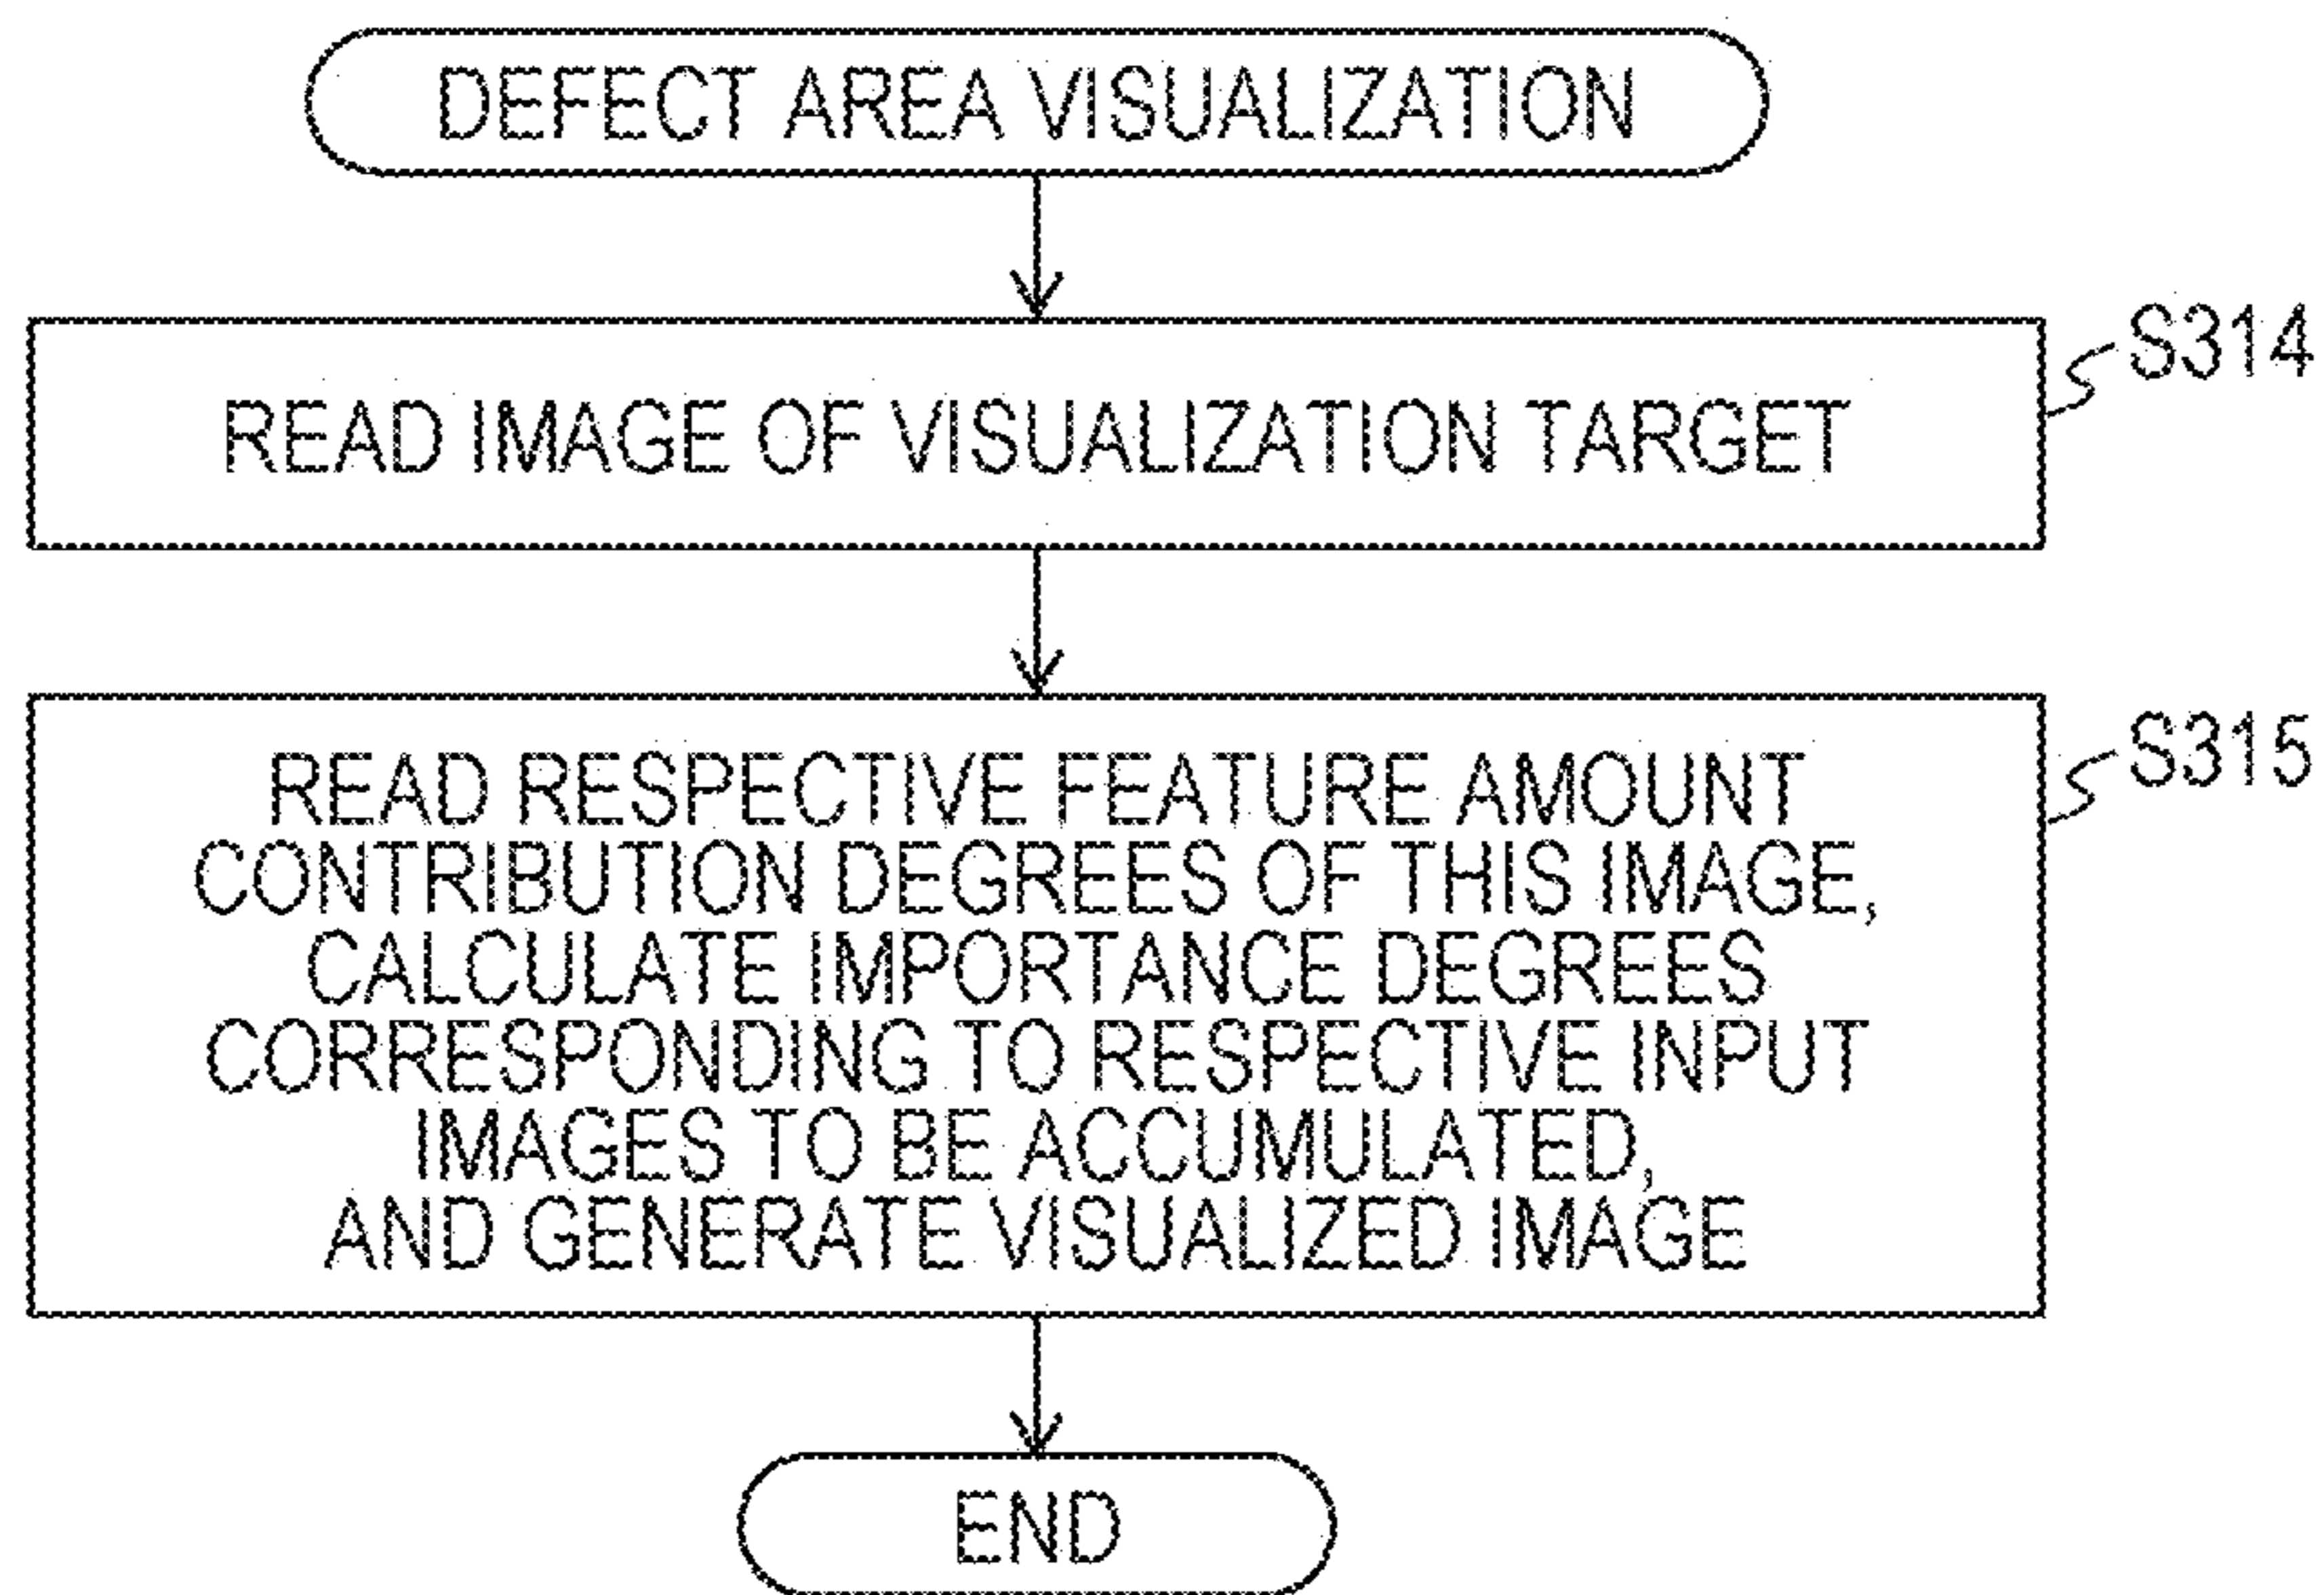 DEFECT AREA VISUALIZATION
S314
READ IMAGE OF VISUALIZATION TARGET
S315
READ RESPECTIVE FEATURE AMOUNT
CONTRIBUTION DEGREES OF THIS IMAGE,
CALCULATE IMPORTANCE DEGREES
CORRESPONDING TO RESPECTIVE INPUT
IMAGES TO BE ACCUMULATED,
AND GENERATE VISUALIZED IMAGE
END